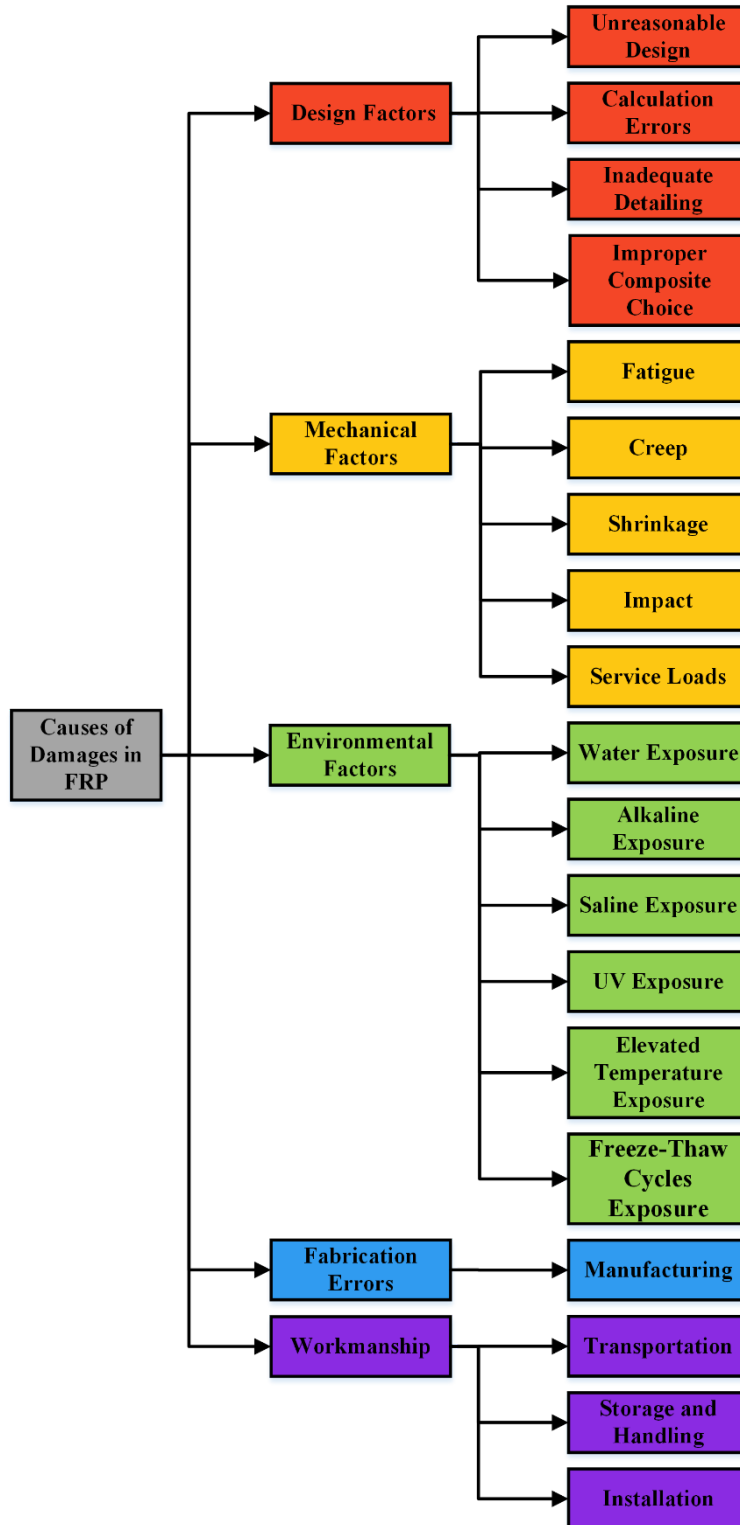 Causes of
Damages in
FRP
Design Factors
Unreasonable
Design
Calculation
Errors
Inadequate
Detailing
Improper
Composite
Choice
Mechanical
Factors
Fatigue
Creep
Shrinkage
Impact
Service Loads
Environmental
Factors
Water Exposure
Alkaline
Exposure
Saline Exposure
UV Exposure
Elevated
Temperature
Exposure
Freeze-Thaw
Cycles
Exposure
Fabrication
Errors
Manufacturing
Workmanship
Transportation
Storage and
Handling
Installation